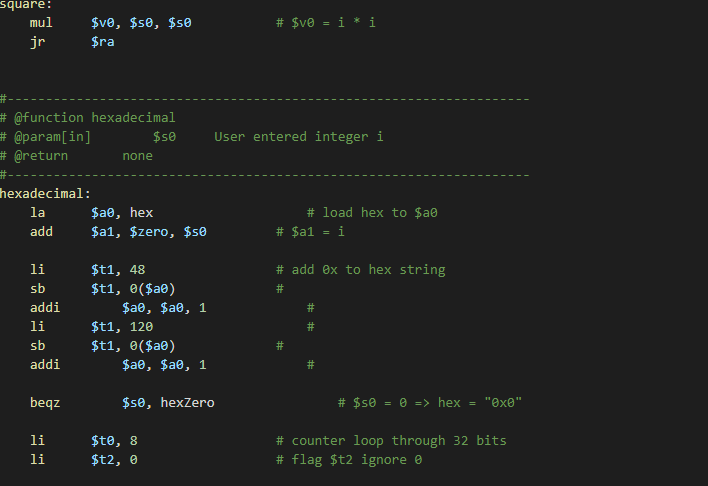 square:
    mul     $v0, $s0, $s0           # $v0 = i * i
    jr      $ra
#--------------------------------------------------------------------
# @function hexadecimal
# @param[in]        $s0     User entered integer i
# @return       none
#--------------------------------------------------------------------
hexadecimal:
    la      $a0, hex                    # load hex to $a0
    add     $a1, $zero, $s0         # $a1 = i
    li      $t1, 48                 # add 0x to hex string
    sb      $t1, 0($a0)             #
    addi        $a0, $a0, 1             #
    li      $t1, 120                    #
    sb      $t1, 0($a0)             #
    addi        $a0, $a0, 1             #
    beqz        $s0, hexZero                # $s0 = 0 => hex = "0x0"
    li      $t0, 8                  # counter loop through 32 bits
    li      $t2, 0                  # flag $t2 ignore 0